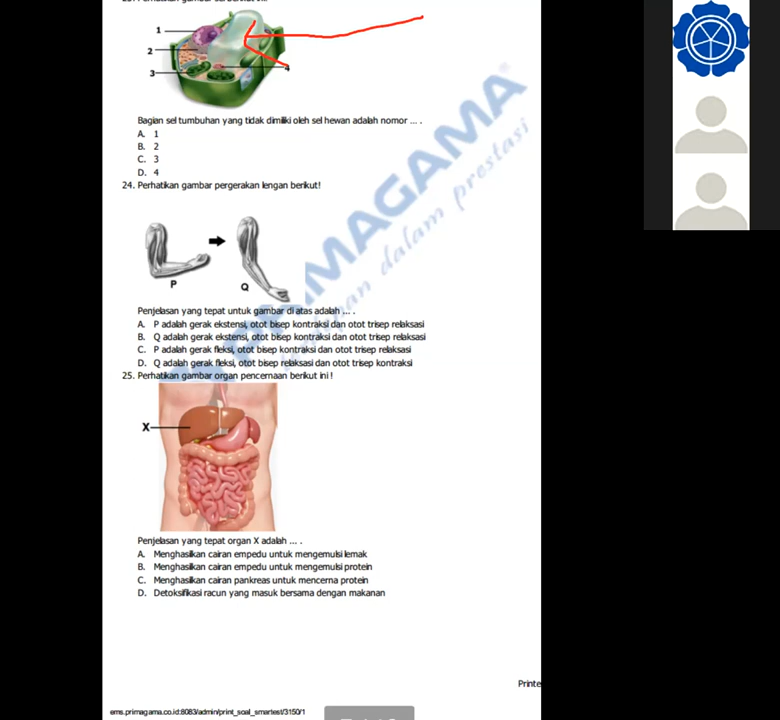 1
2
3
4
Bagian sel tumbuhan yang tidak dimiliki oleh sel hewan adalah nomor ... .
A. 1
B. 2
C. 3
D. 4
24. Perhatikan gambar pergerakan lengan berikut!
P
Q
Penjelasan yang tepat untuk gambar di atas adalah ... .
A. P adalah gerak ekstensi, otot bisep kontraksi dan otot trisep relaksasi
B. Q adalah gerak ekstensi, otot bisep kontraksi dan otot trisep relaksasi
C. P adalah gerak fleksi, otot bisep kontraksi dan otot trisep relaksasi
D. Q adalah gerak fleksi, otot bisep relaksasi dan otot trisep kontraksi
25. Perhatikan gambar organ pencernaan berikut ini !
X
Penjelasan yang tepat organ X adalah ... .
A. Menghasilkan cairan empedu untuk mengemulsi lemak
B. Menghasilkan cairan empedu untuk mengemulsi protein
C. Menghasilkan cairan pankreas untuk mencerna protein
D. Detoksifikasi racun yang masuk bersama dengan makanan
Printe
ems.primagama.co.id:8083/admin/print_soal_smartest/3150/1
PRIMAGAMA
dalam prestasi